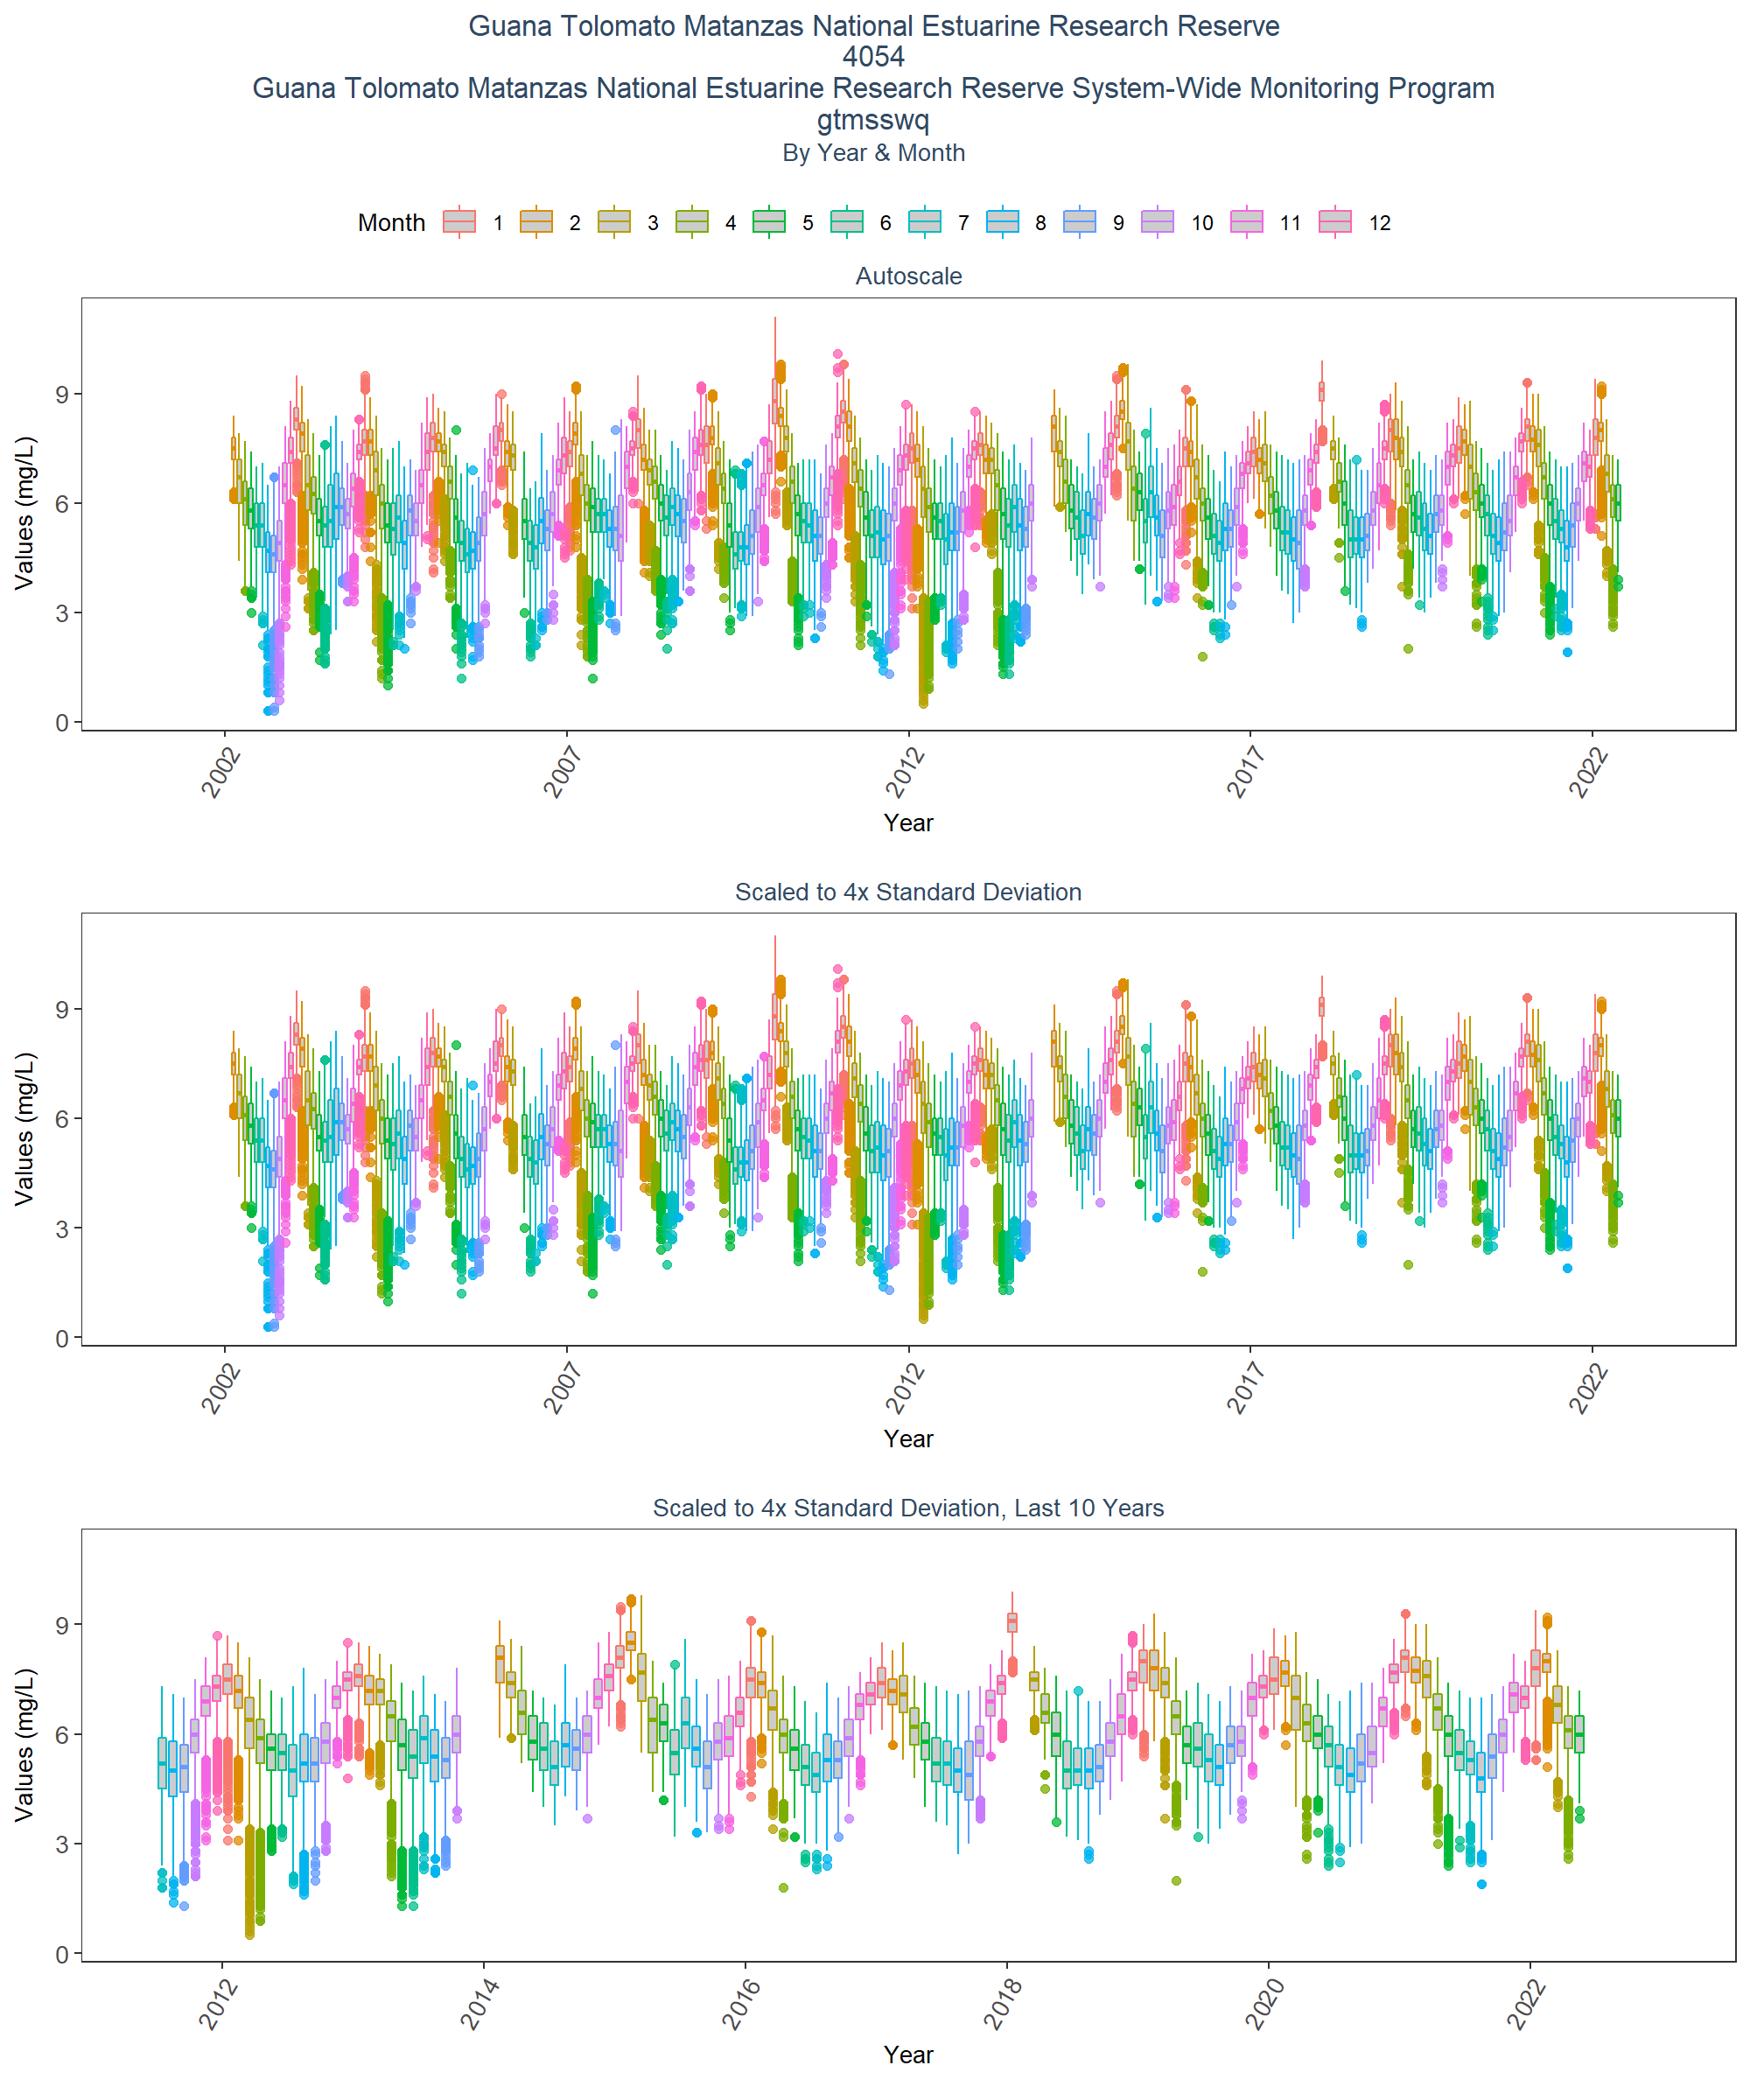 Guana Tolomato Matanzas National Estuarine Research Reserve
4054
Guana Tolomato Matanzas National Estuarine Research Reserve System-Wide Monitoring Program
gtmsswq
By Year & Month
Month 1 2 3 4 5 6 7 8 9 10 11 12
Autoscale
Values (mg/L)
9
6
3
0
2002 2007 2012 2017 2022
Year
Scaled to 4x Standard Deviation
Values (mg/L)
9
6
3
0
2002 2007 2012 2017 2022
Year
Scaled to 4x Standard Deviation, Last 10 Years
Values (mg/L)
9
6
3
0
2012 2014 2016 2018 2020 2022
Year